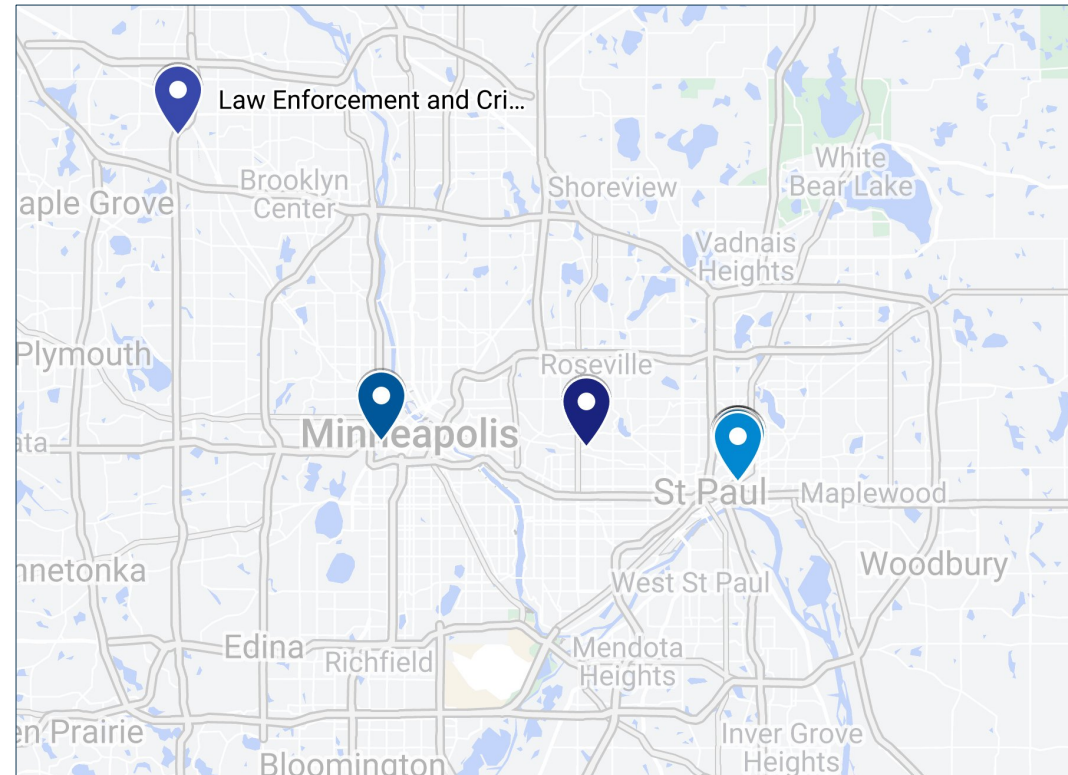 Law Enforcement and Cri...
White
Bear Lake
Brooklyn
Center
Shoreview
aple Grove
Vadnais
Heights
Plymouth
Roseville
Minneapolis
ata
St Paul
Maplewood
Woodbury
nnetonka
West St Paul
Edina
Richfield
Mendota
Heights
en Prairie
Inver Grove
Heights
Bloomington